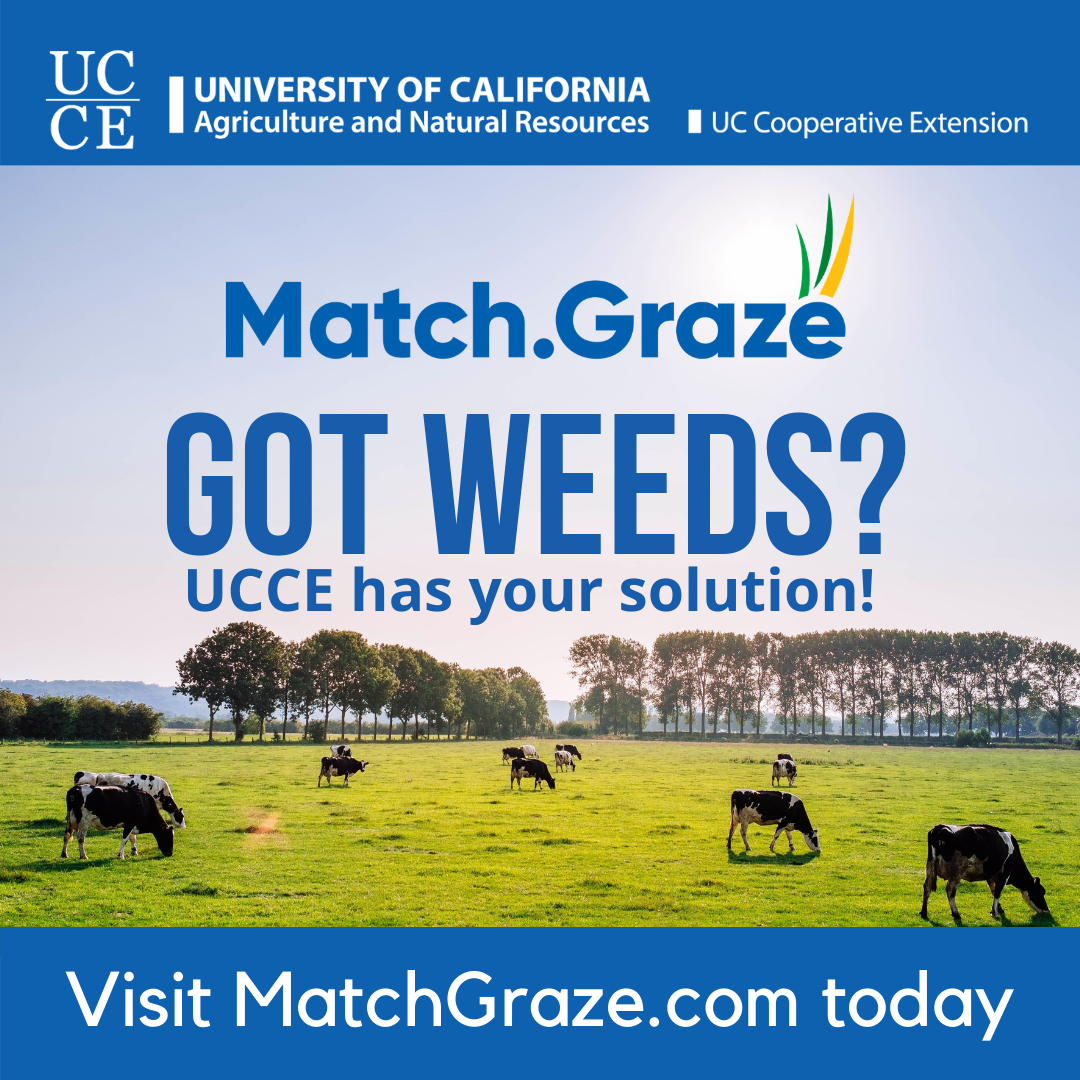 UC
CE
UNIVERSITY OF CALIFORNIA
Agriculture and Natural Resources
UC Cooperative Extension
Match.Graze
GOT WEEDS?
UCCE has your solution!
Visit MatchGraze.com today